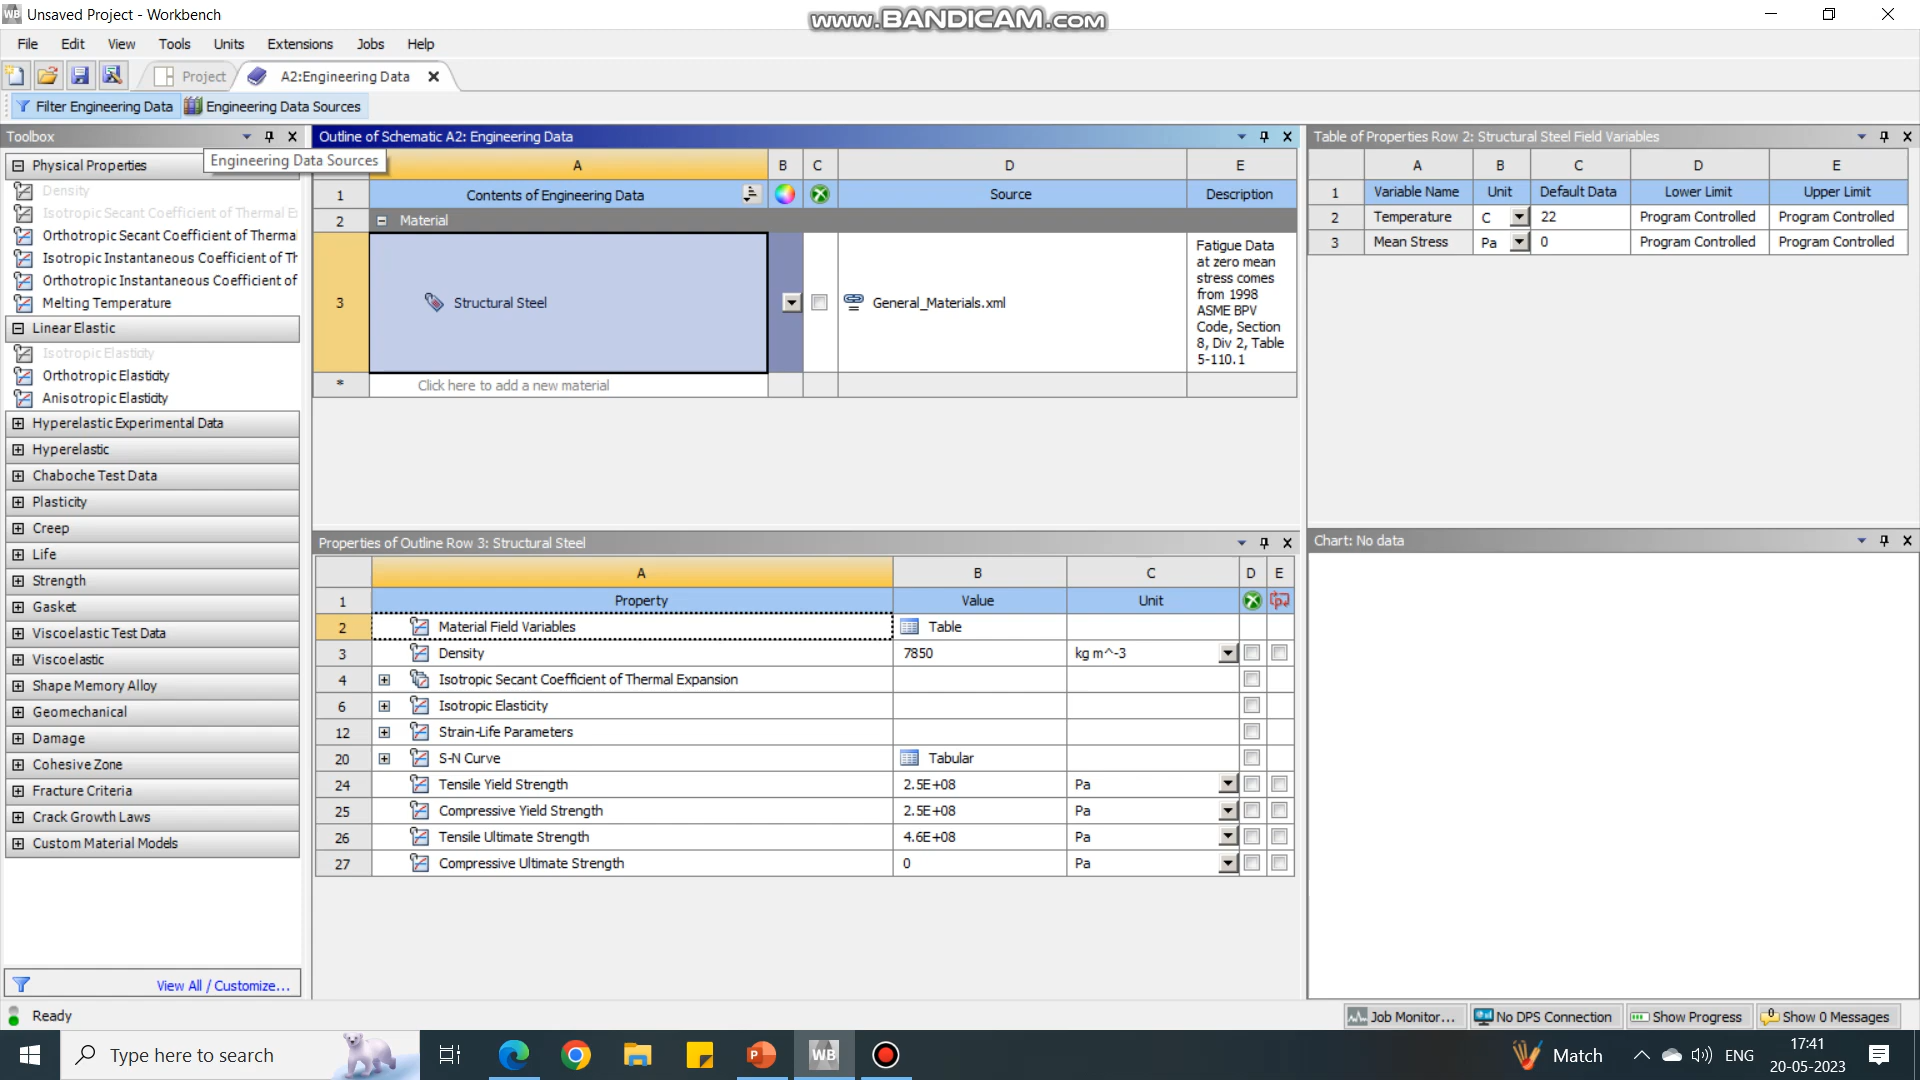 WB Unsaved Project - Workbench
www.BANDICAM.com
File Edit View Tools Units Extensions Jobs Help
Project A2:Engineering Data
Filter Engineering Data Engineering Data Sources
Toolbox
Engineering Data Sources
Physical Properties
Density
Isotropic Secant Coefficient of Thermal E
Orthotropic Secant Coefficient of Thermal
Isotropic Instantaneous Coefficient of Th
Orthotropic Instantaneous Coefficient of
Melting Temperature
Linear Elastic
Isotropic Elasticity
Orthotropic Elasticity
Anisotropic Elasticity
Hyperelastic Experimental Data
Hyperelastic
Chaboche Test Data
Plasticity
Creep
Life
Strength
Gasket
Viscoelastic Test Data
Viscoelastic
Shape Memory Alloy
Geomechanical
Damage
Cohesive Zone
Fracture Criteria
Crack Growth Laws
Custom Material Models
View All / Customize...
Outline of Schematic A2: Engineering Data
A B C D E
1 Contents of Engineering Data Source Description
2 Material
3 Structural Steel General_Materials.xml
Fatigue Data
at zero mean
stress comes
from 1998
ASME BPV
Code, Section
8, Div 2, Table
5-110.1
* Click here to add a new material
Properties of Outline Row 3: Structural Steel
A B C D E
1 Property Value Unit
2 Material Field Variables Table
3 Density 7850 kg m^-3
4 Isotropic Secant Coefficient of Thermal Expansion
6 Isotropic Elasticity
12 Strain-Life Parameters
20 S-N Curve Tabular
24 Tensile Yield Strength 2.5E+08 Pa
25 Compressive Yield Strength 2.5E+08 Pa
26 Tensile Ultimate Strength 4.6E+08 Pa
27 Compressive Ultimate Strength 0 Pa
Table of Properties Row 2: Structural Steel Field Variables
A B C D E
1 Variable Name Unit Default Data Lower Limit Upper Limit
2 Temperature C 22 Program Controlled Program Controlled
3 Mean Stress Pa 0 Program Controlled Program Controlled
Chart: No data
Ready
Job Monitor... No DPS Connection Show Progress Show 0 Messages
Type here to search WB Match ENG
17:41
20-05-2023